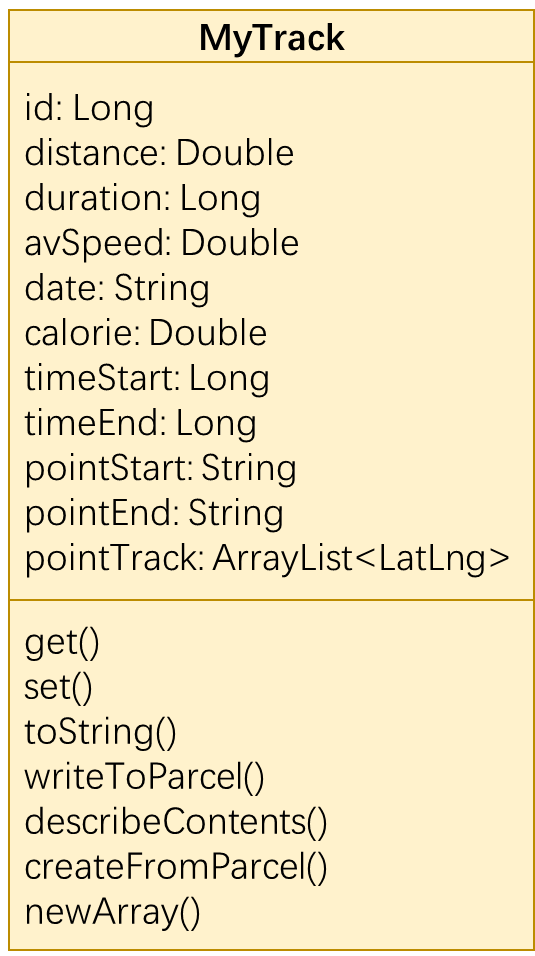 MyTrack
id: Long
distance: Double
duration: Long
avSpeed: Double
date: String
calorie: Double
timeStart: Long
timeEnd: Long
pointStart: String
pointEnd: String
pointTrack: ArrayList<LatLng>
get()
set()
toString()
writeToParcel()
describeContents()
createFromParcel()
newArray()